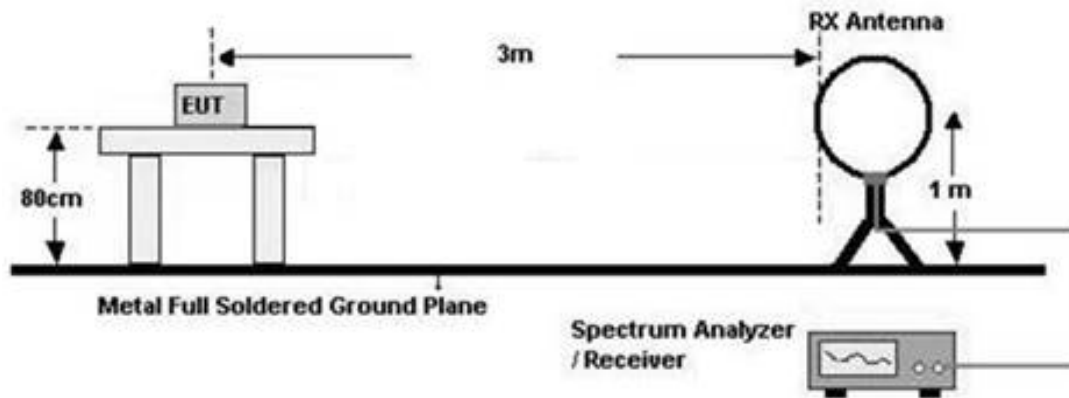 RX Antenna
3m
EUT
80cm
1 m
Metal Full Soldered Ground Plane
Spectrum Analyzer
/ Receiver